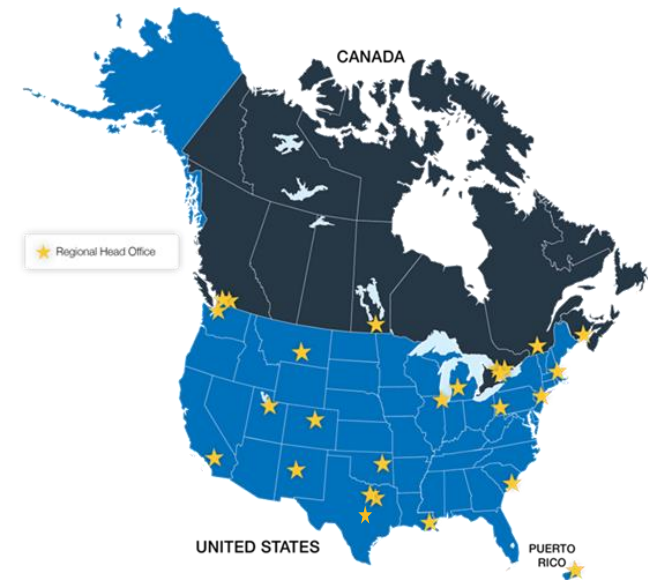 CANADA
Regional Head Office
UNITED STATES
PUERTO
RICO